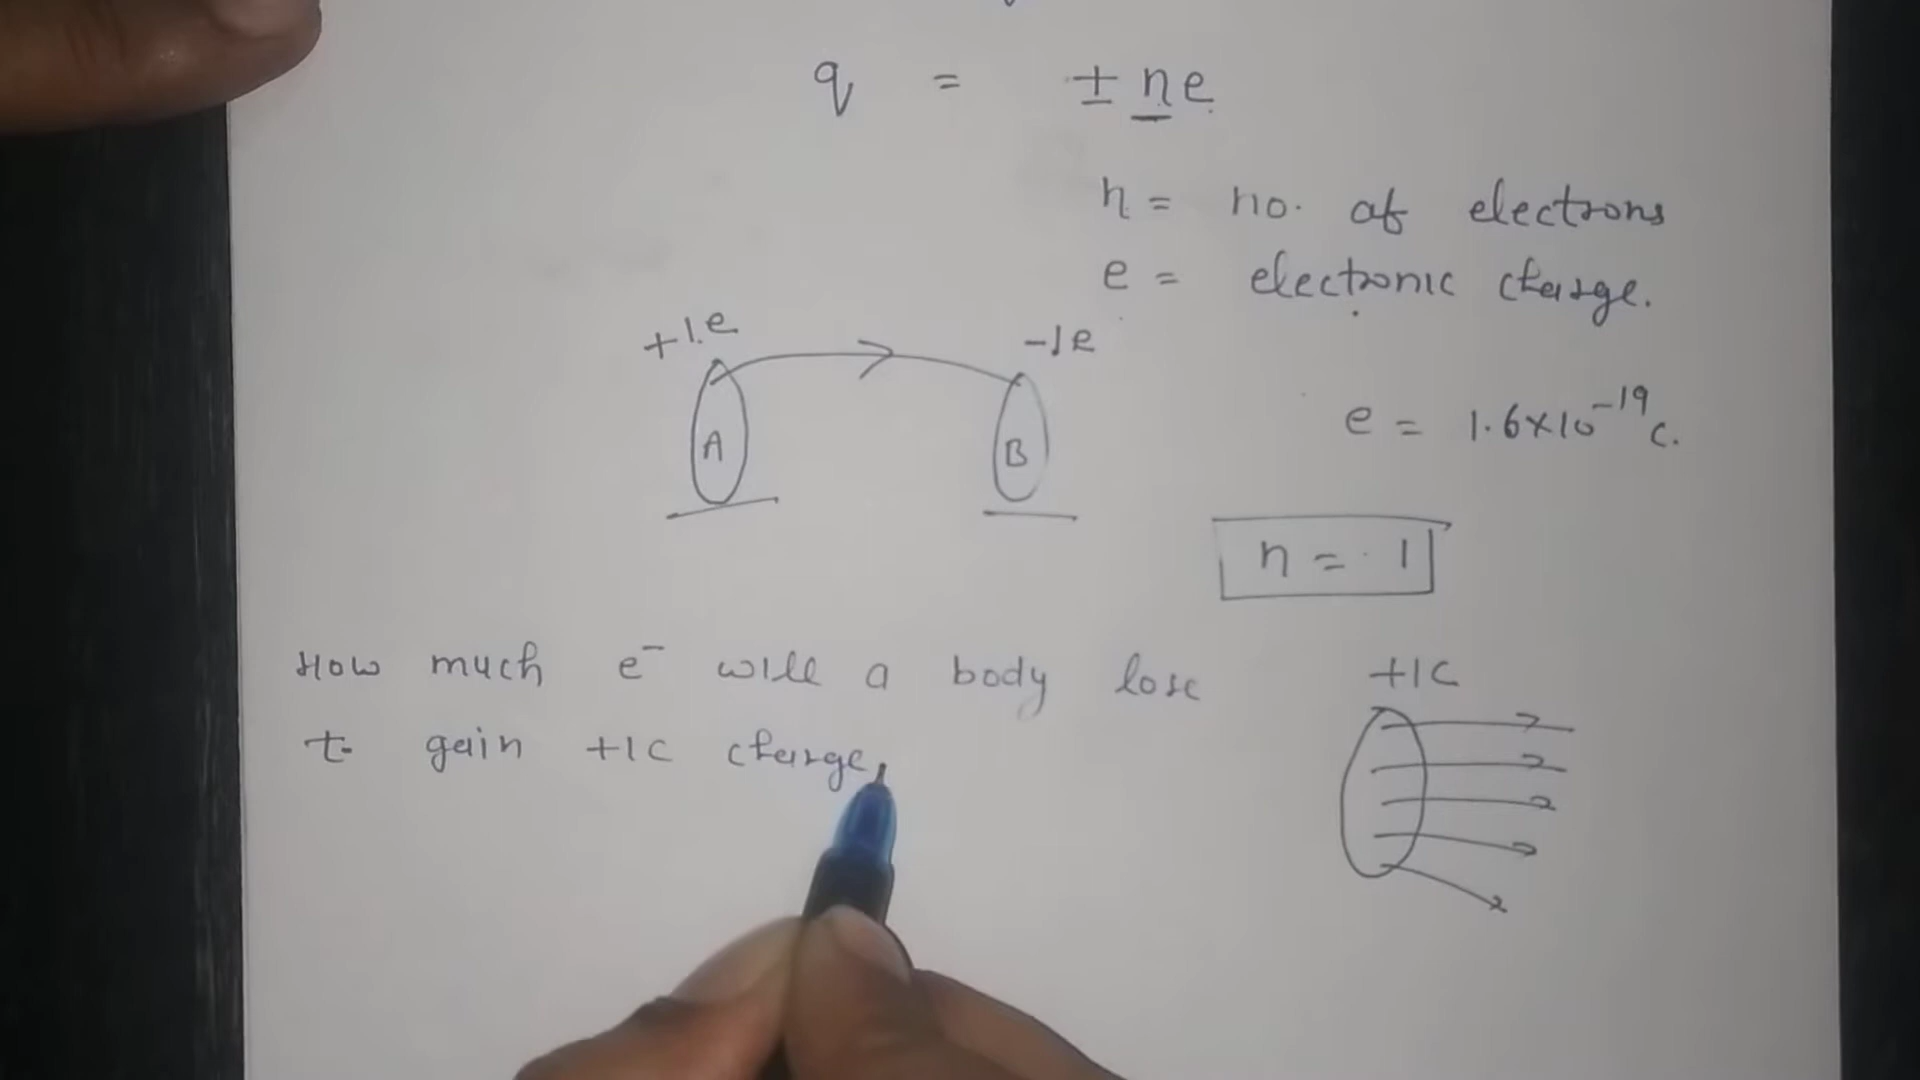 q = ± ne
n = no. of electrons
e = electronic charge.
+1.e
-1e
A
B
e = 1.6×10⁻¹⁹ c.
n = 1
How much e⁻ will a body lose
to gain +1C charge,
+1C